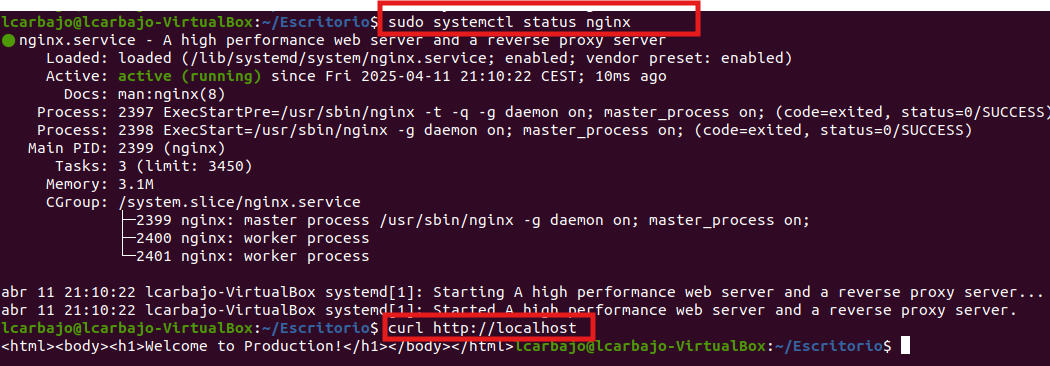 lcarbajo@lcarbajo-VirtualBox:~/Escritorio$ sudo systemctl status nginx
● nginx.service - A high performance web server and a reverse proxy server
Loaded: loaded (/lib/systemd/system/nginx.service; enabled; vendor preset: enabled)
Active: active (running) since Fri 2025-04-11 21:10:22 CEST; 10ms ago
Docs: man:nginx(8)
Process: 2397 ExecStartPre=/usr/sbin/nginx -t -q -g daemon on; master_process on; (code=exited, status=0/SUCCESS)
Process: 2398 ExecStart=/usr/sbin/nginx -g daemon on; master_process on; (code=exited, status=0/SUCCESS)
Main PID: 2399 (nginx)
Tasks: 3 (limit: 3450)
Memory: 3.1M
CGroup: /system.slice/nginx.service
├─2399 nginx: master process /usr/sbin/nginx -g daemon on; master_process on;
├─2400 nginx: worker process
└─2401 nginx: worker process
abr 11 21:10:22 lcarbajo-VirtualBox systemd[1]: Starting A high performance web server and a reverse proxy server...
abr 11 21:10:22 lcarbajo-VirtualBox systemd[1]: Started A high performance web server and a reverse proxy server.
lcarbajo@lcarbajo-VirtualBox:~/Escritorio$ curl http://localhost
<html><body><h1>Welcome to Production!</h1></body></html>lcarbajo@lcarbajo-VirtualBox:~/Escritorio$